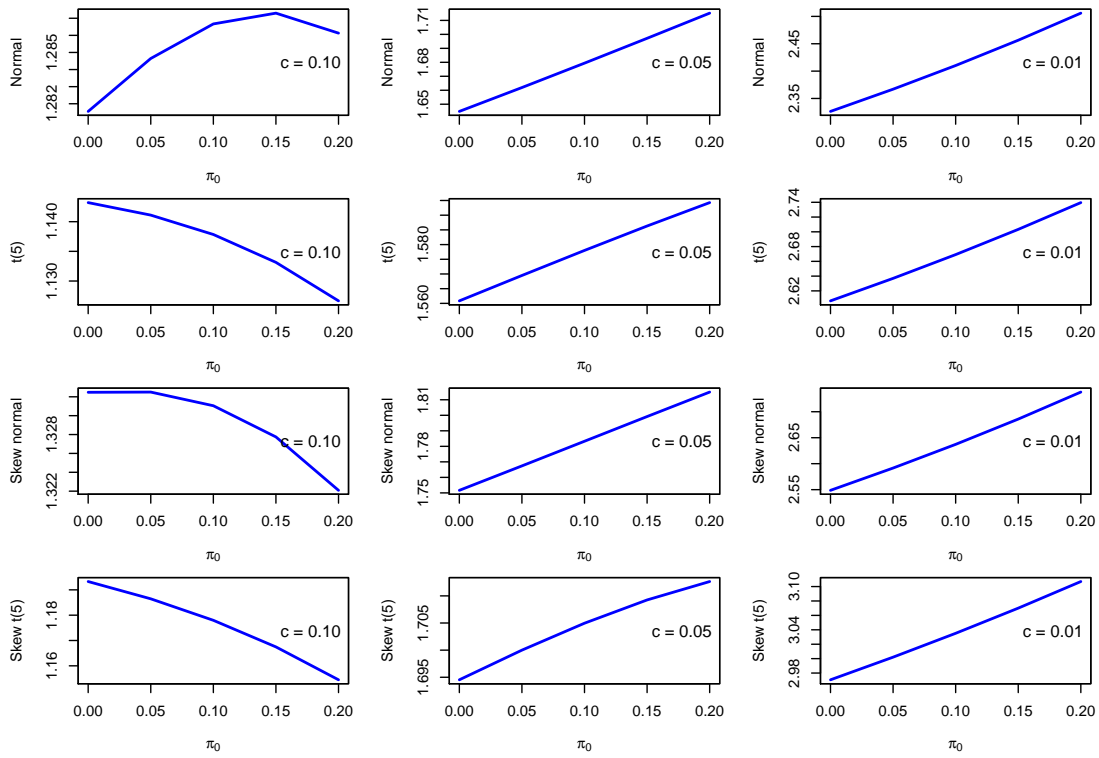 Normal
1.282 1.285
c = 0.10
0.00 0.05 0.10 0.15 0.20
π₀
1.65 1.68 1.71
c = 0.05
0.00 0.05 0.10 0.15 0.20
π₀
Normal
2.35 2.45
c = 0.01
0.00 0.05 0.10 0.15 0.20
π₀
t(5)
1.130 1.140
c = 0.10
0.00 0.05 0.10 0.15 0.20
π₀
1.560 1.580
c = 0.05
0.00 0.05 0.10 0.15 0.20
π₀
t(5)
2.62 2.68 2.74
c = 0.01
0.00 0.05 0.10 0.15 0.20
π₀
Skew normal
1.322 1.328
c = 0.10
0.00 0.05 0.10 0.15 0.20
π₀
1.75 1.78 1.81
c = 0.05
0.00 0.05 0.10 0.15 0.20
π₀
Skew normal
2.55 2.65
c = 0.01
0.00 0.05 0.10 0.15 0.20
π₀
Skew t(5)
1.16 1.18
c = 0.10
0.00 0.05 0.10 0.15 0.20
π₀
1.695 1.705
c = 0.05
0.00 0.05 0.10 0.15 0.20
π₀
Skew t(5)
2.98 3.04 3.10
c = 0.01
0.00 0.05 0.10 0.15 0.20
π₀